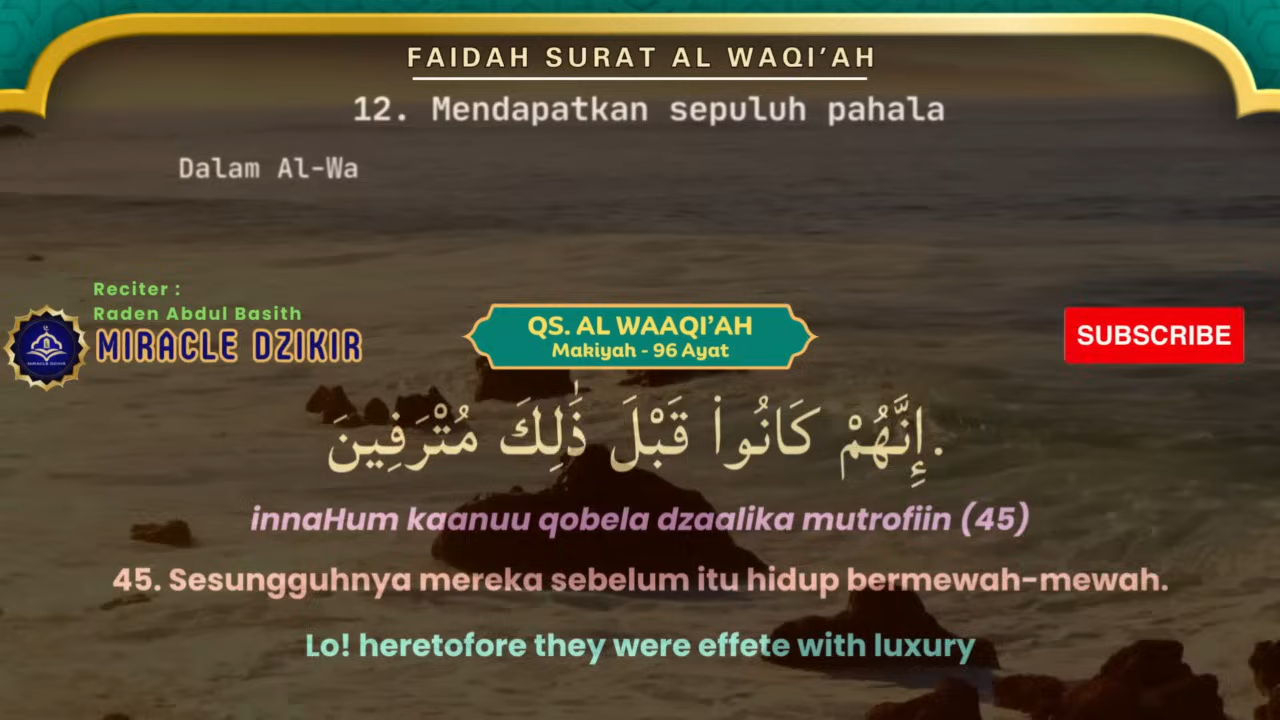 FAIDAH SURAT AL WAQI’AH
12. Mendapatkan sepuluh pahala
Dalam Al-Wa
Reciter :
Raden Abdul Basith
MIRACLE DZIKIR
QS. AL WAAQI’AH
Makiyah - 96 Ayat
SUBSCRIBE
.إِنَّهُمْ كَانُوا۟ قَبْلَ ذَٰلِكَ مُتْرَفِينَ
innaHum kaanuu qobela dzaalika mutrofiin (45)
45. Sesungguhnya mereka sebelum itu hidup bermewah-mewah.
Lo! heretofore they were effete with luxury